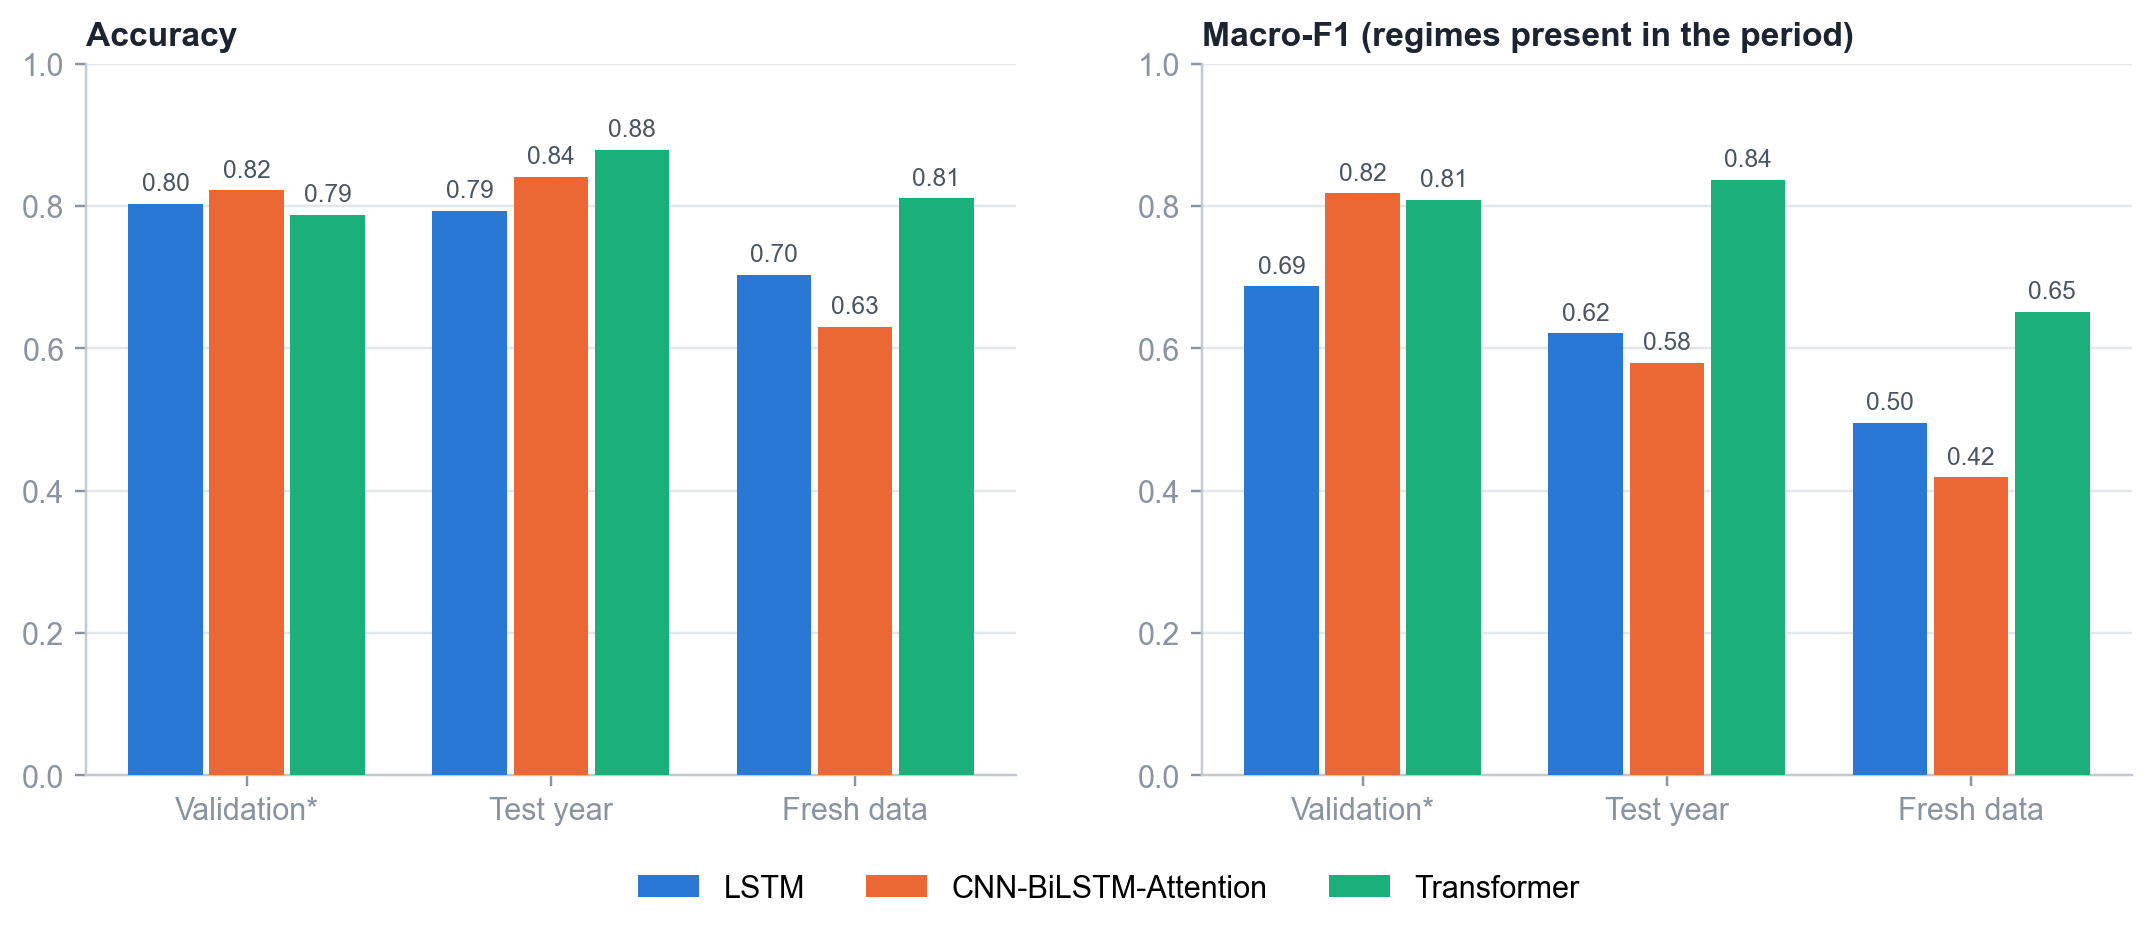 Accuracy
1.0
0.8
0.6
0.4
0.2
0.0
0.80
0.82
0.79
0.79
0.84
0.88
0.70
0.63
0.81
Validation*
Test year
Fresh data
Macro-F1 (regimes present in the period)
1.0
0.8
0.6
0.4
0.2
0.0
0.69
0.82
0.81
0.62
0.58
0.84
0.50
0.42
0.65
Validation*
Test year
Fresh data
LSTM
CNN-BiLSTM-Attention
Transformer